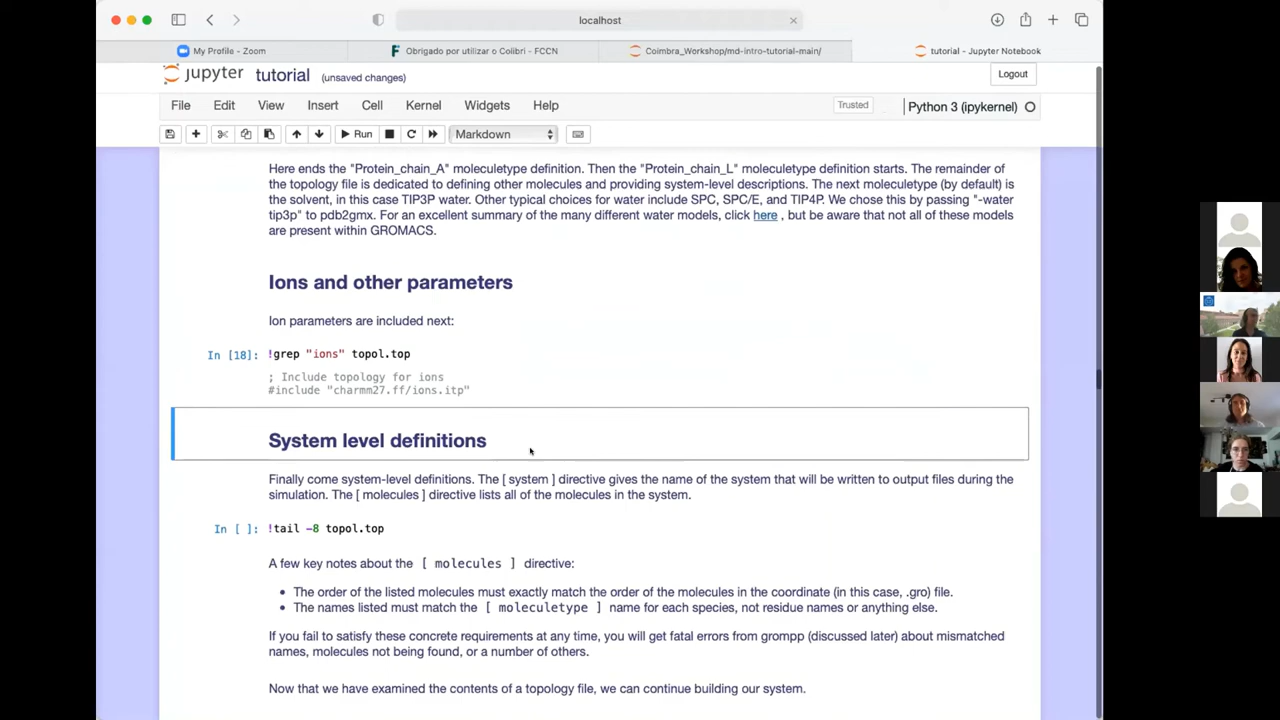 localhost
My Profile - Zoom
Obrigado por utilizar o Colibri - FCCN
Coimbra_Workshop/md-intro-tutorial-main/
tutorial - Jupyter Notebook
jupyter tutorial (unsaved changes)
Logout
File Edit View Insert Cell Kernel Widgets Help
Trusted
Python 3 (ipykernel)
Run
Markdown
Here ends the "Protein_chain_A" moleculetype definition. Then the "Protein_chain_L" moleculetype definition starts. The remainder of
the topology file is dedicated to defining other molecules and providing system-level descriptions. The next moleculetype (by default) is
the solvent, in this case TIP3P water. Other typical choices for water include SPC, SPC/E, and TIP4P. We chose this by passing "-water
tip3p" to pdb2gmx. For an excellent summary of the many different water models, click here , but be aware that not all of these models
are present within GROMACS.
Ions and other parameters
Ion parameters are included next:
In [18]: !grep "ions" topol.top
; Include topology for ions
#include "charmm27.ff/ions.itp"
System level definitions
Finally come system-level definitions. The [ system ] directive gives the name of the system that will be written to output files during the
simulation. The [ molecules ] directive lists all of the molecules in the system.
In [ ]: !tail -8 topol.top
A few key notes about the [ molecules ] directive:
• The order of the listed molecules must exactly match the order of the molecules in the coordinate (in this case, .gro) file.
• The names listed must match the [ moleculetype ] name for each species, not residue names or anything else.
If you fail to satisfy these concrete requirements at any time, you will get fatal errors from grompp (discussed later) about mismatched
names, molecules not being found, or a number of others.
Now that we have examined the contents of a topology file, we can continue building our system.